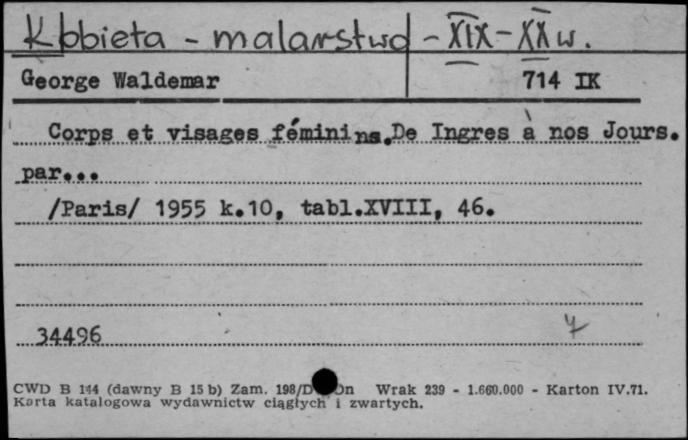 Kobieta - malarstwo - XIX - XX w.
George Waldemar 714 IK
Corps et visages féminins. De Ingres à nos Jours.
par...
/Paris/ 1955 k.10, tabl.XVIII, 46.
34496 7
CWD B 144 (dawny B 15 b) Zam. 198/D Dn Wrak 239 - 1.660.000 - Karton IV.71.
Karta katalogowa wydawnictw ciągłych i zwartych.